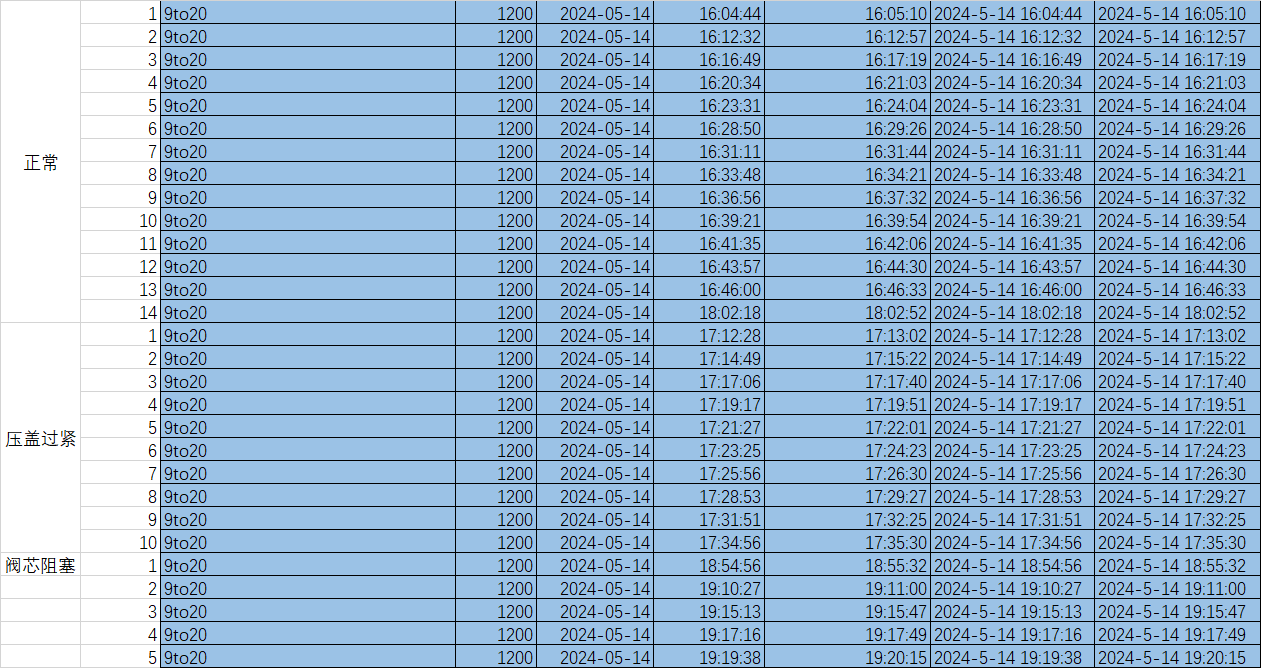 1 9to20 1200 2024-05-14 16:04:44 16:05:10 2024-5-14 16:04:44 2024-5-14 16:05:10
2 9to20 1200 2024-05-14 16:12:32 16:12:57 2024-5-14 16:12:32 2024-5-14 16:12:57
3 9to20 1200 2024-05-14 16:16:49 16:17:19 2024-5-14 16:16:49 2024-5-14 16:17:19
4 9to20 1200 2024-05-14 16:20:34 16:21:03 2024-5-14 16:20:34 2024-5-14 16:21:03
5 9to20 1200 2024-05-14 16:23:31 16:24:04 2024-5-14 16:23:31 2024-5-14 16:24:04
6 9to20 1200 2024-05-14 16:28:50 16:29:26 2024-5-14 16:28:50 2024-5-14 16:29:26
正常 7 9to20 1200 2024-05-14 16:31:11 16:31:44 2024-5-14 16:31:11 2024-5-14 16:31:44
8 9to20 1200 2024-05-14 16:33:48 16:34:21 2024-5-14 16:33:48 2024-5-14 16:34:21
9 9to20 1200 2024-05-14 16:36:56 16:37:32 2024-5-14 16:36:56 2024-5-14 16:37:32
10 9to20 1200 2024-05-14 16:39:21 16:39:54 2024-5-14 16:39:21 2024-5-14 16:39:54
11 9to20 1200 2024-05-14 16:41:35 16:42:06 2024-5-14 16:41:35 2024-5-14 16:42:06
12 9to20 1200 2024-05-14 16:43:57 16:44:30 2024-5-14 16:43:57 2024-5-14 16:44:30
13 9to20 1200 2024-05-14 16:46:00 16:46:33 2024-5-14 16:46:00 2024-5-14 16:46:33
14 9to20 1200 2024-05-14 18:02:18 18:02:52 2024-5-14 18:02:18 2024-5-14 18:02:52
1 9to20 1200 2024-05-14 17:12:28 17:13:02 2024-5-14 17:12:28 2024-5-14 17:13:02
2 9to20 1200 2024-05-14 17:14:49 17:15:22 2024-5-14 17:14:49 2024-5-14 17:15:22
3 9to20 1200 2024-05-14 17:17:06 17:17:40 2024-5-14 17:17:06 2024-5-14 17:17:40
4 9to20 1200 2024-05-14 17:19:17 17:19:51 2024-5-14 17:19:17 2024-5-14 17:19:51
压盖过紧 5 9to20 1200 2024-05-14 17:21:27 17:22:01 2024-5-14 17:21:27 2024-5-14 17:22:01
6 9to20 1200 2024-05-14 17:23:25 17:24:23 2024-5-14 17:23:25 2024-5-14 17:24:23
7 9to20 1200 2024-05-14 17:25:56 17:26:30 2024-5-14 17:25:56 2024-5-14 17:26:30
8 9to20 1200 2024-05-14 17:28:53 17:29:27 2024-5-14 17:28:53 2024-5-14 17:29:27
9 9to20 1200 2024-05-14 17:31:51 17:32:25 2024-5-14 17:31:51 2024-5-14 17:32:25
10 9to20 1200 2024-05-14 17:34:56 17:35:30 2024-5-14 17:34:56 2024-5-14 17:35:30
阀芯阻塞 1 9to20 1200 2024-05-14 18:54:56 18:55:32 2024-5-14 18:54:56 2024-5-14 18:55:32
2 9to20 1200 2024-05-14 19:10:27 19:11:00 2024-5-14 19:10:27 2024-5-14 19:11:00
3 9to20 1200 2024-05-14 19:15:13 19:15:47 2024-5-14 19:15:13 2024-5-14 19:15:47
4 9to20 1200 2024-05-14 19:17:16 19:17:49 2024-5-14 19:17:16 2024-5-14 19:17:49
5 9to20 1200 2024-05-14 19:19:38 19:20:15 2024-5-14 19:19:38 2024-5-14 19:20:15